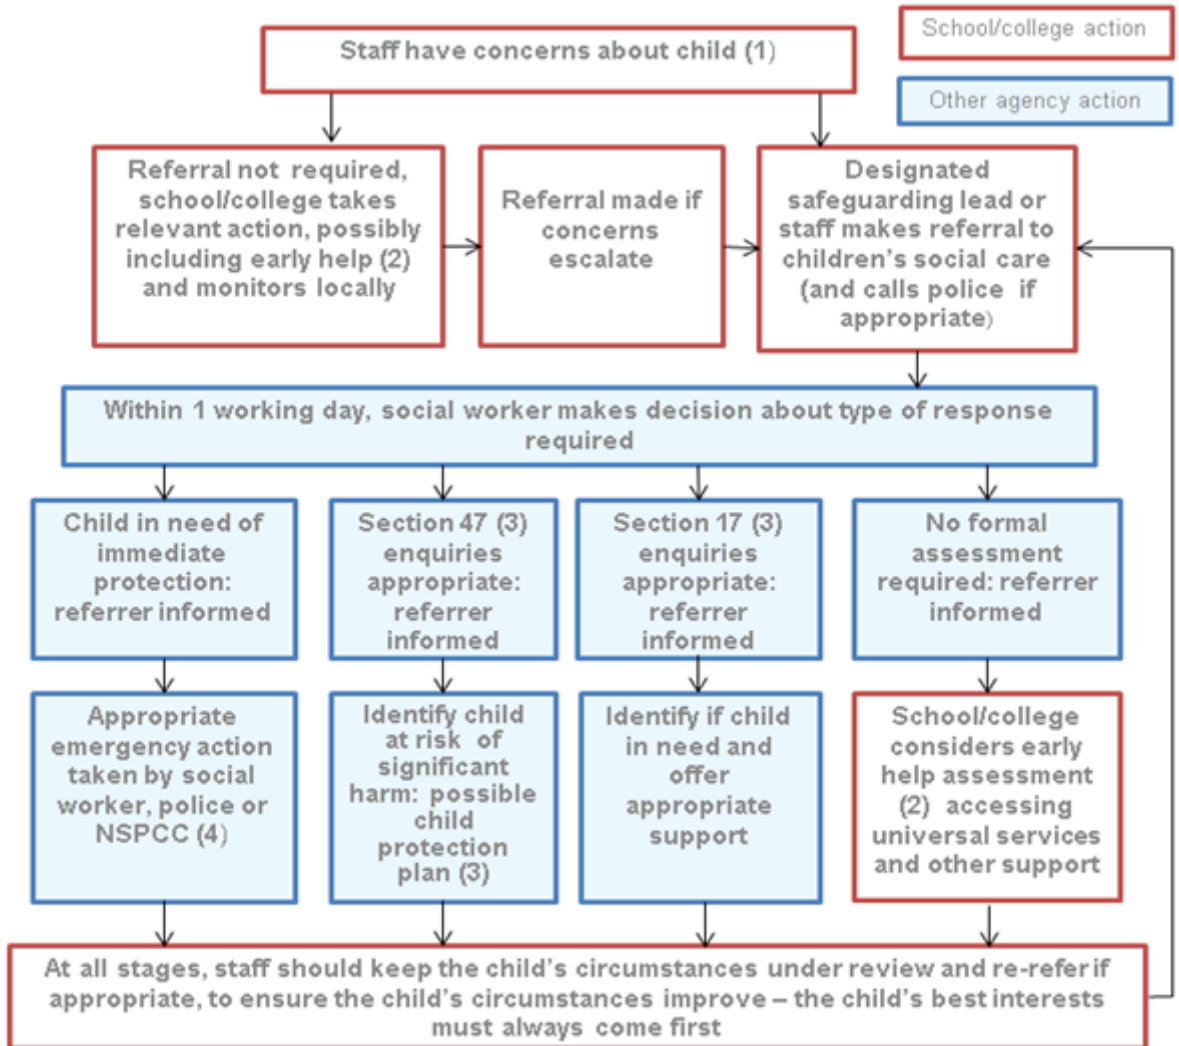 School/college action
Staff have concerns about child (1)
Other agency action
Referral not required,
school/college takes
relevant action, possibly
including early help (2)
and monitors locally
Referral made if
concerns
escalate
Designated
safeguarding lead or
staff makes referral to
children's social care
(and calls police if
appropriate)
Within 1 working day, social worker makes decision about type of response
required
Child in need of
immediate
protection:
referrer informed
Section 47 (3)
enquiries
appropriate:
referrer
informed
Section 17 (3)
enquiries
appropriate:
referrer
informed
No formal
assessment
required: referrer
informed
Appropriate
emergency action
taken by social
worker, police or
NSPCC (4)
Identify child
at risk of
significant
harm: possible
child
protection
plan (3)
Identify if child
in need and
offer
appropriate
support
School/college
considers early
help assessment
(2) accessing
universal services
and other support
At all stages, staff should keep the child's circumstances under review and re-refer if
appropriate, to ensure the child's circumstances improve – the child's best interests
must always come first